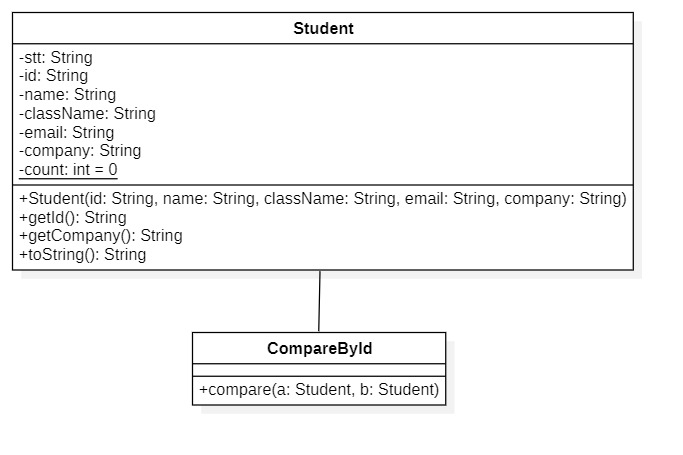 Student
-stt: String
-id: String
-name: String
-className: String
-email: String
-company: String
-count: int = 0
+Student(id: String, name: String, className: String, email: String, company: String)
+getId(): String
+getCompany(): String
+toString(): String
CompareById
+compare(a: Student, b: Student)